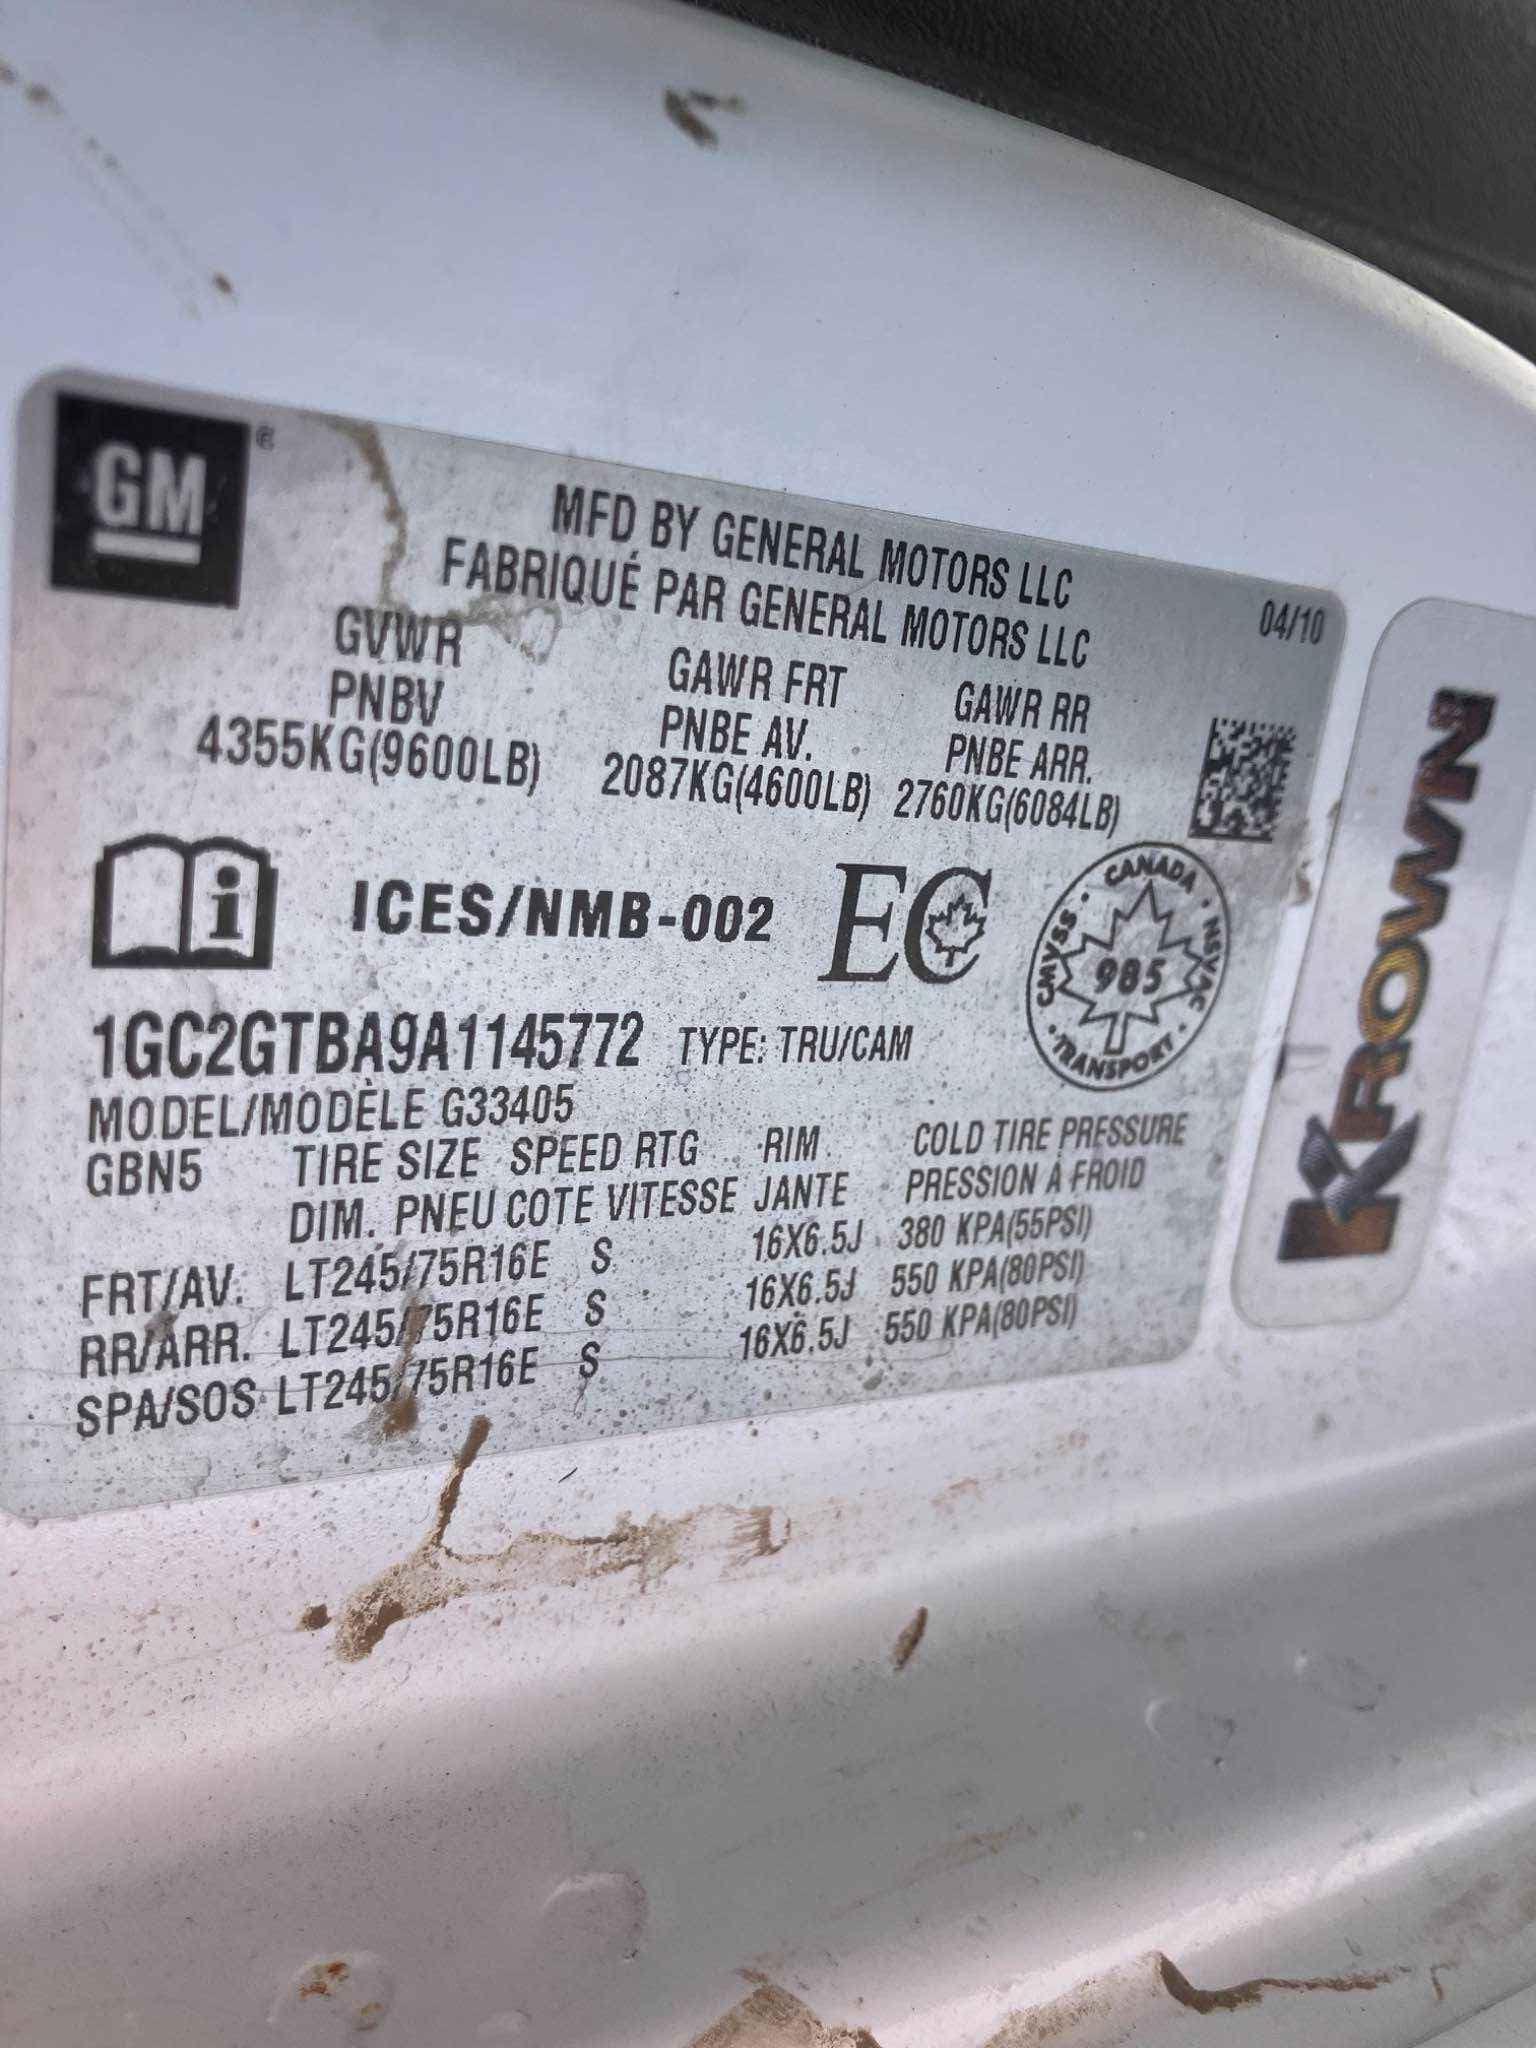 GM
MFD BY GENERAL MOTORS LLC
FABRIQUÉ PAR GENERAL MOTORS LLC
04/10
GVWR GAWR FRT GAWR RR
PNBV PNBE AV. PNBE ARR.
4355KG(9600LB) 2087KG(4600LB) 2760KG(6084LB)
i ICES/NMB-002 EC
CANADA · NSVAC · TRANSPORT · CMVSS · 985
1GC2GTBA9A1145772 TYPE: TRU/CAM
MODEL/MODÈLE G33405
GBN5 TIRE SIZE SPEED RTG RIM COLD TIRE PRESSURE
DIM. PNEU COTE VITESSE JANTE PRESSION À FROID
FRT/AV. LT245/75R16E S 16X6.5J 380 KPA(55PSI)
RR/ARR. LT245/75R16E S 16X6.5J 550 KPA(80PSI)
SPA/SOS LT245/75R16E S 16X6.5J 550 KPA(80PSI)
KROWN